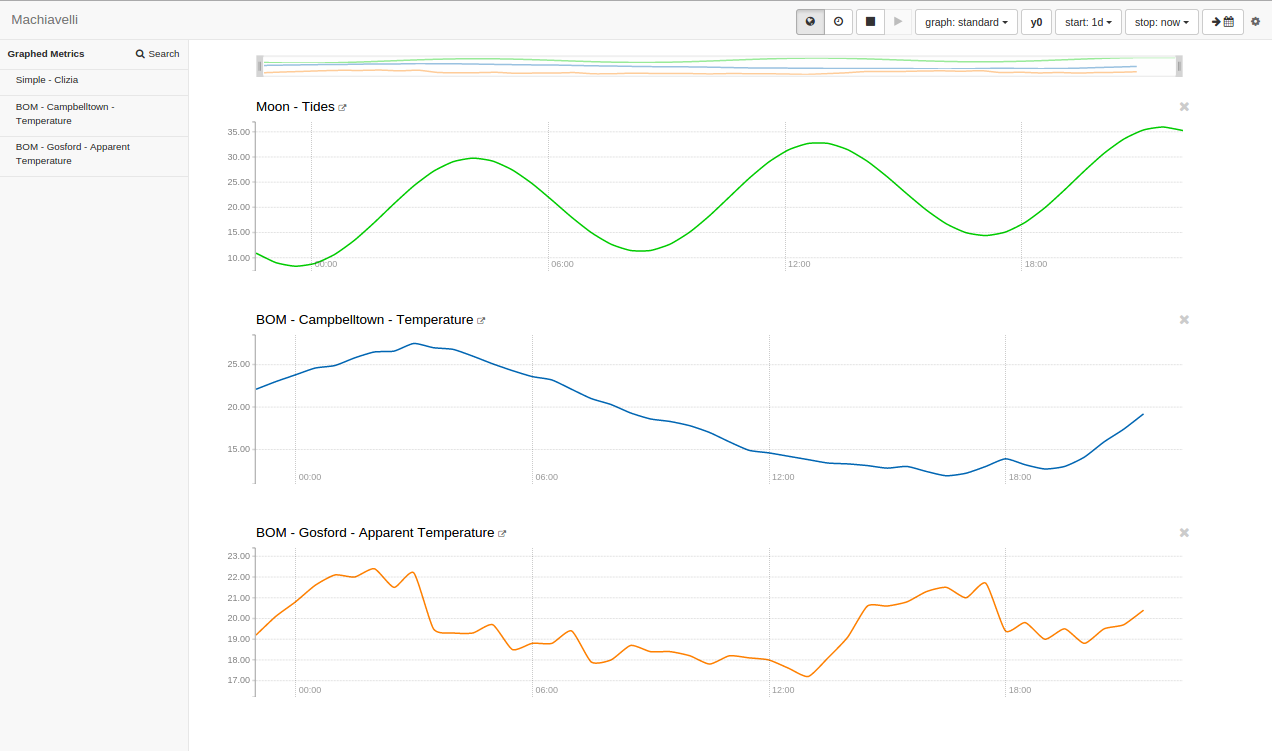 Machiavelli
graph: standard
y0
start: 1d
stop: now
Graphed Metrics
Search
Simple - Clizia
BOM - Campbelltown -
Temperature
BOM - Gosford - Apparent
Temperature
Moon - Tides
35.00
30.00
25.00
20.00
15.00
10.00
00:00
06:00
12:00
18:00
BOM - Campbelltown - Temperature
25.00
20.00
15.00
00:00
06:00
12:00
18:00
BOM - Gosford - Apparent Temperature
23.00
22.00
21.00
20.00
19.00
18.00
17.00
00:00
06:00
12:00
18:00